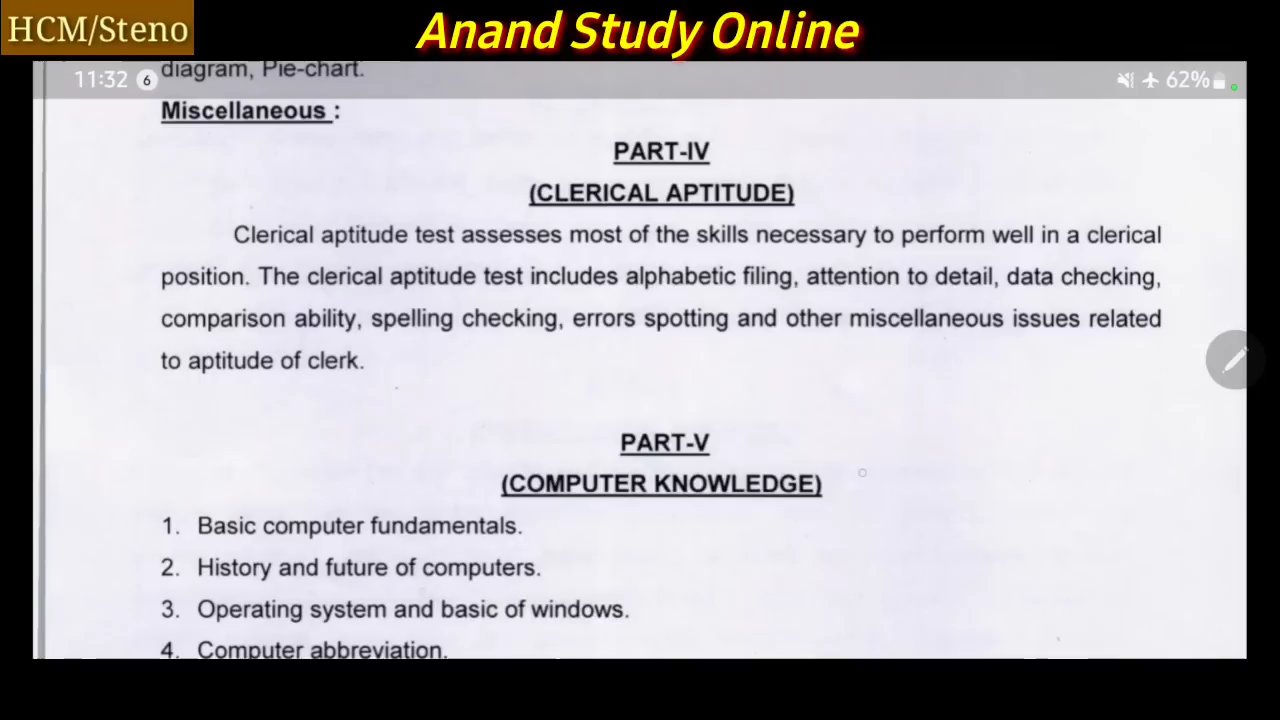 HCM/Steno
Anand Study Online
diagram, Pie-chart.
11:32 6 62%
Miscellaneous :
PART-IV
(CLERICAL APTITUDE)
Clerical aptitude test assesses most of the skills necessary to perform well in a clerical
position. The clerical aptitude test includes alphabetic filing, attention to detail, data checking,
comparison ability, spelling checking, errors spotting and other miscellaneous issues related
to aptitude of clerk.
PART-V
(COMPUTER KNOWLEDGE)
1. Basic computer fundamentals.
2. History and future of computers.
3. Operating system and basic of windows.
4. Computer abbreviation.